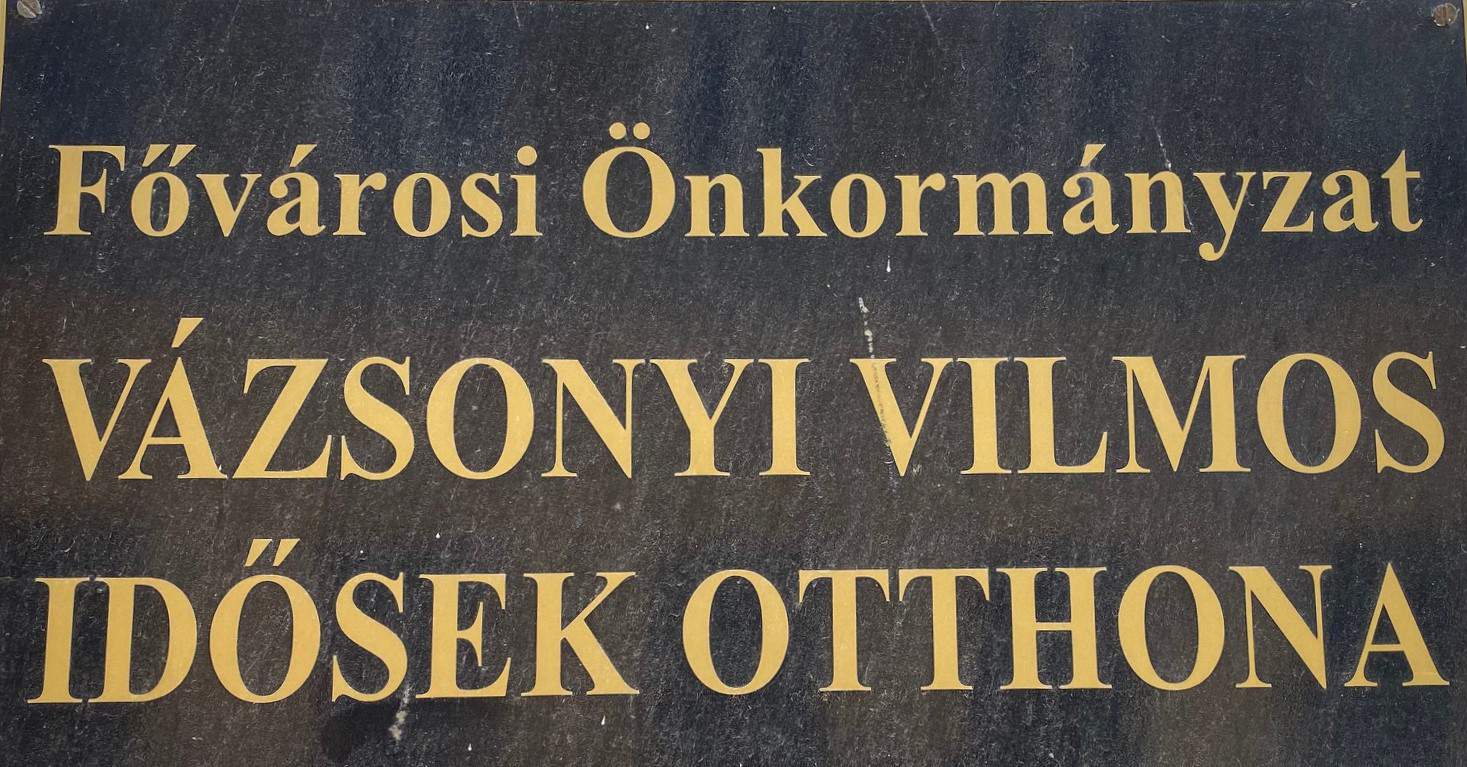 Fővárosi Önkormányzat
VÁZSONYI VILMOS
IDŐSEK OTTHONA